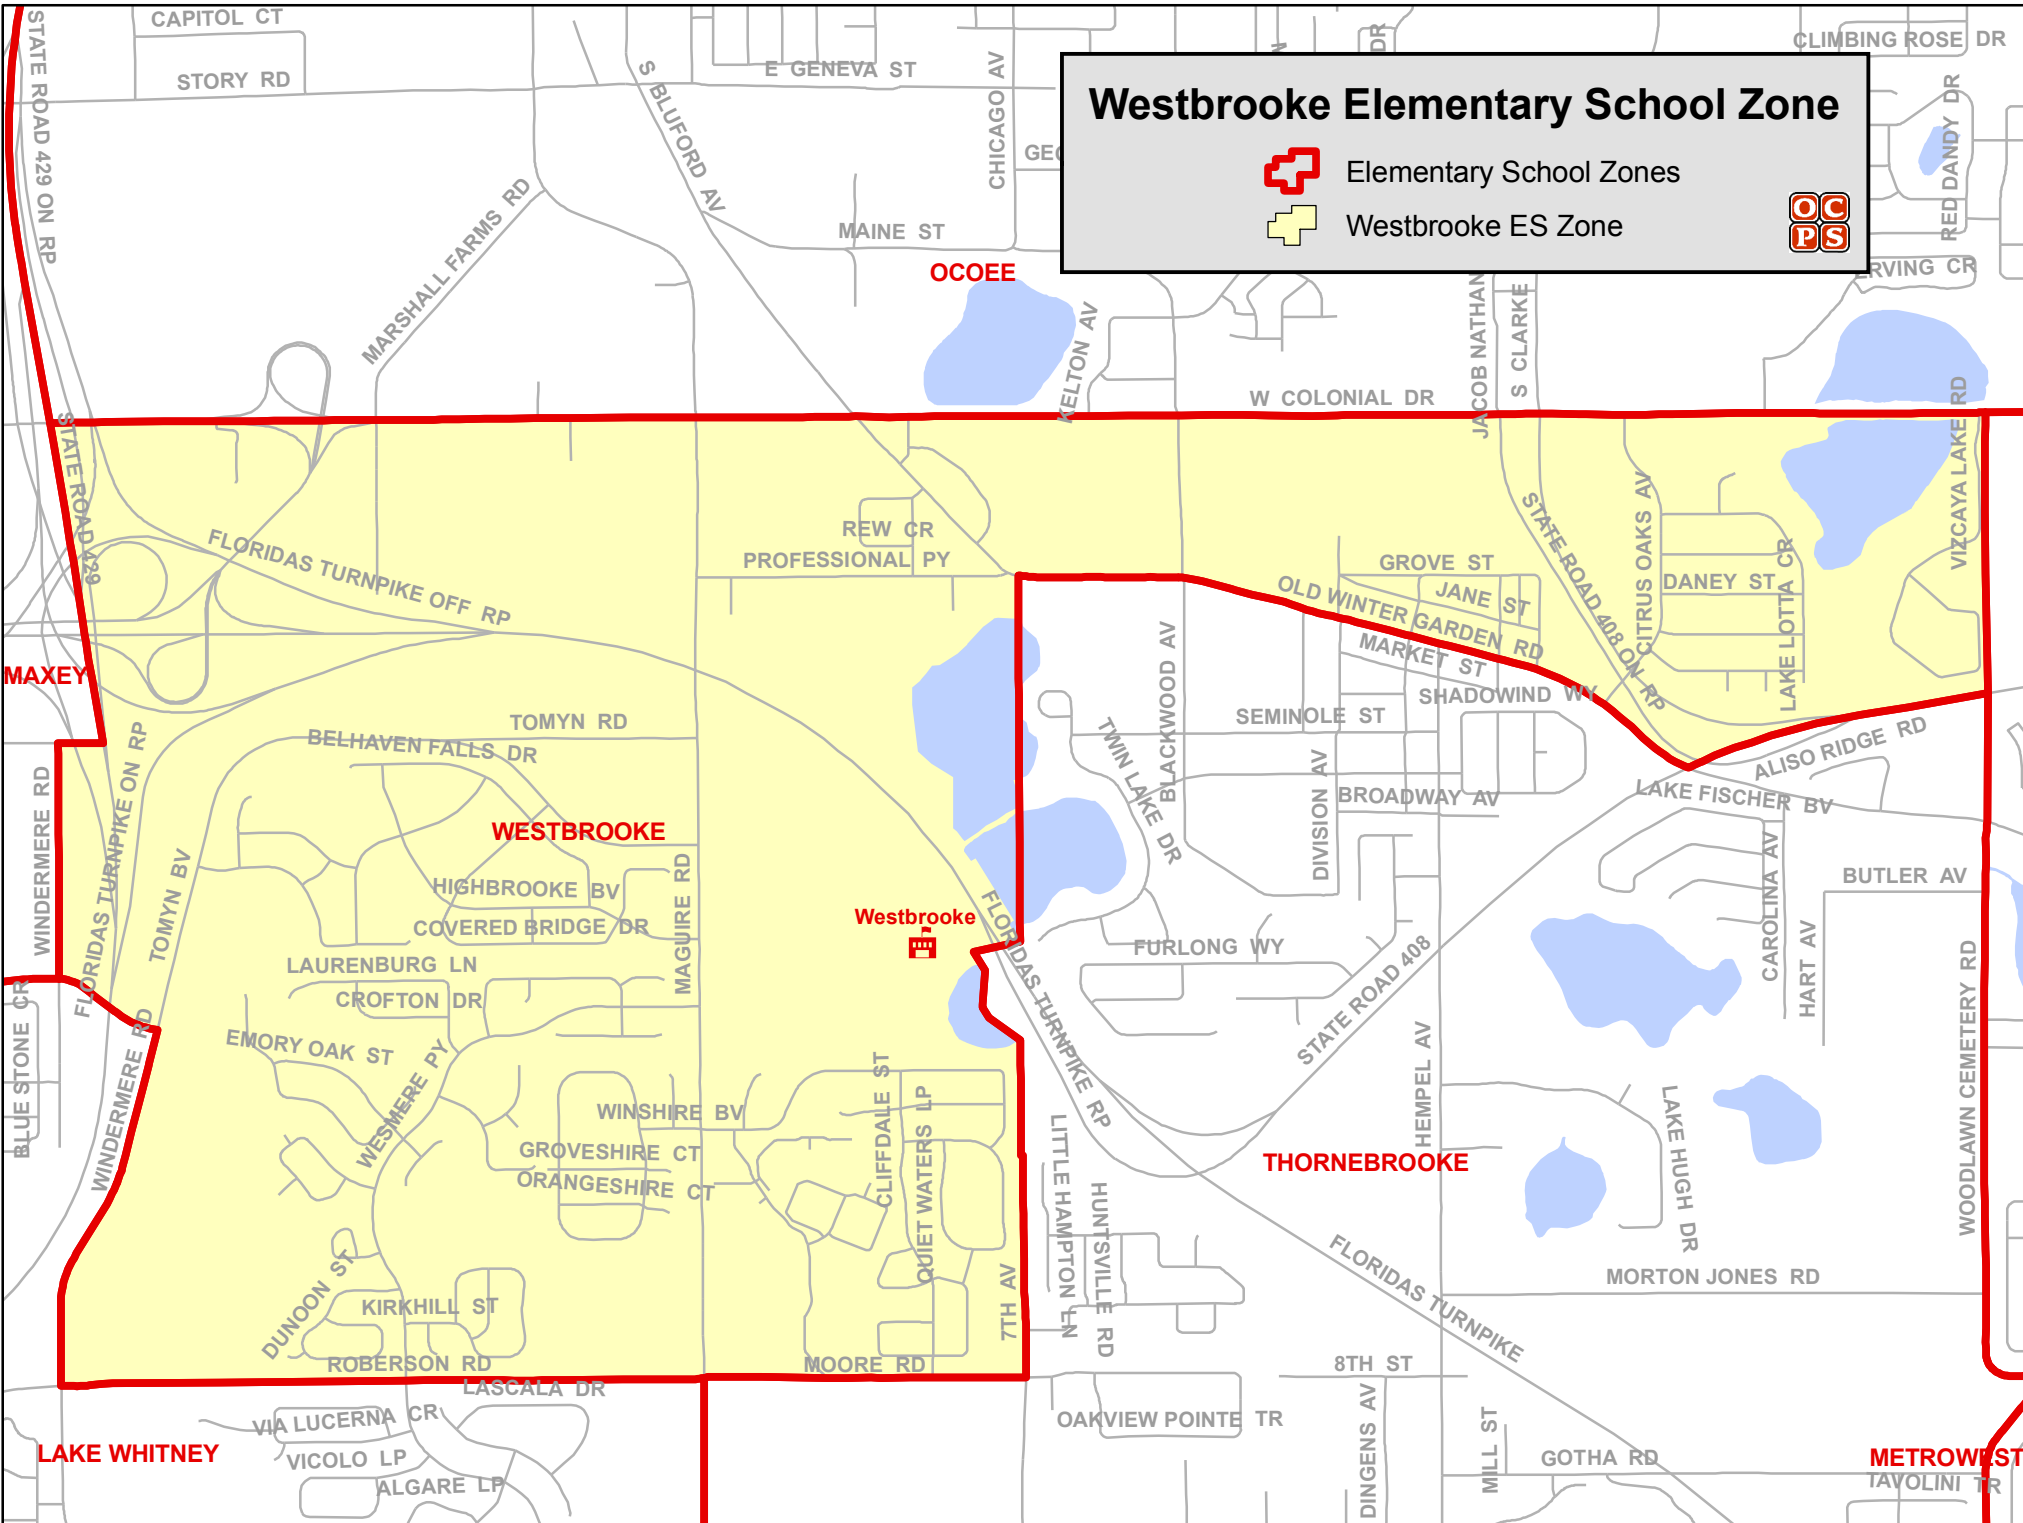 Westbrooke Elementary School Zone
Elementary School Zones
Westbrooke ES Zone
OC
PS
CAPITOL CT
STORY RD
STATE ROAD 429 ON RP
E GENEVA ST
S BLUFORD AV
CHICAGO AV
DR
CLIMBING ROSE DR
RED DANDY DR
ERVING CR
MARSHALL FARMS RD
MAINE ST
OCOEE
KELTON AV
W COLONIAL DR
JACOB NATHAN
S CLARKE
VIZCAYA LAKE RD
STATE ROAD 429
FLORIDAS TURNPIKE OFF RP
REW CR
PROFESSIONAL PY
GROVE ST
JANE ST
OLD WINTER GARDEN RD
MARKET ST
STATE ROAD 408 ON RP
CITRUS OAKS AV
DANEY ST
LAKE LOTTA CR
MAXEY
SHADOWIND WY
SEMINOLE ST
BLACKWOOD AV
TWIN LAKE DR
DIVISION AV
BROADWAY AV
ALISO RIDGE RD
LAKE FISCHER BV
TOMYN RD
BELHAVEN FALLS DR
WINDERMERE RD
FLORIDAS TURNPIKE ON RP
TOMYN BV
WESTBROOKE
HIGHBROOKE BV
COVERED BRIDGE DR
MAGUIRE RD
Westbrooke
FLORIDAS TURNPIKE RP
FURLONG WY
STATE ROAD 408
CAROLINA AV
HART AV
BUTLER AV
WOODLAWN CEMETERY RD
LAURENBURG LN
CROFTON DR
EMORY OAK ST
WESMERE PY
BLUE STONE CR
WINDERMERE RD
WINSHIRE BV
GROVESHIRE CT
ORANGESHIRE CT
CLIFFDALE ST
QUIET WATERS LP
LITTLE HAMPTON LN
HUNTSVILLE RD
7TH AV
HEMPEL AV
THORNEBROOKE
LAKE HUGH DR
MORTON JONES RD
FLORIDAS TURNPIKE
DUNOON ST
KIRKHILL ST
ROBERSON RD
MOORE RD
LASCALA DR
8TH ST
VIA LUCERNA CR
VICOLO LP
ALGARE LP
LAKE WHITNEY
OAKVIEW POINTE TR
DINGENS AV
MILL ST
GOTHA RD
METROWEST
TAVOLINI TR